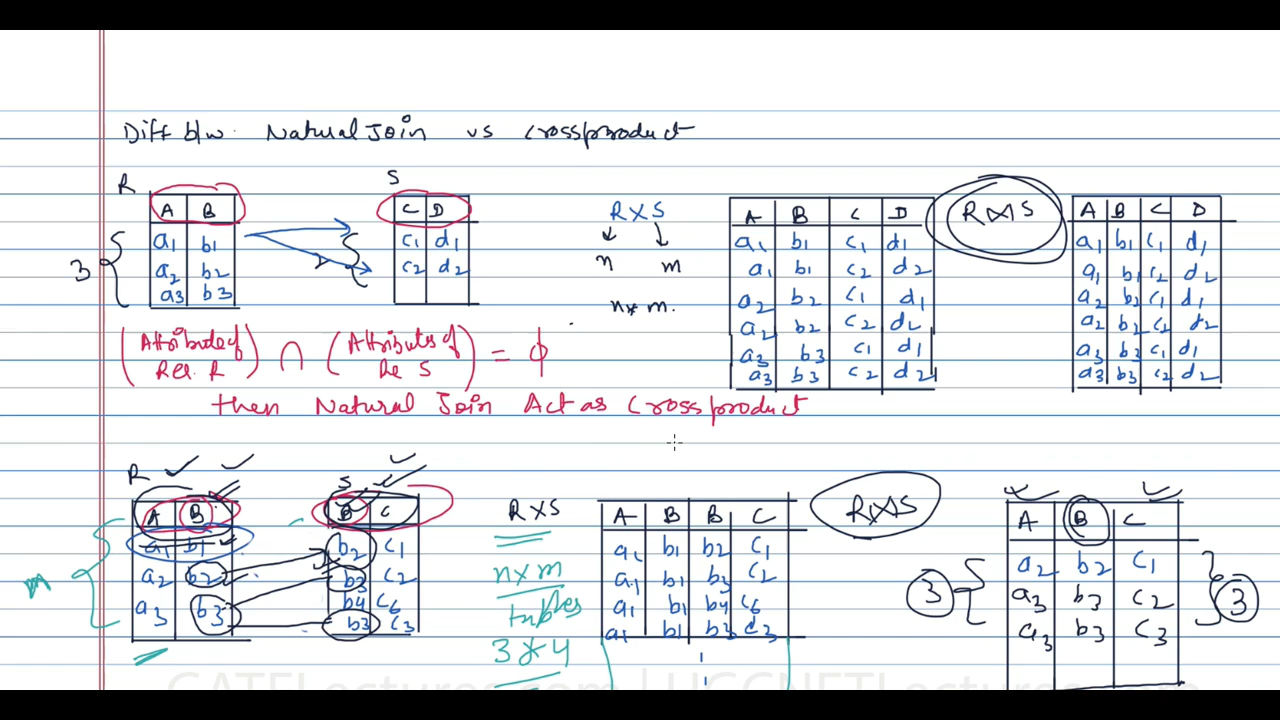 Diff b/w. Natural Join vs Crossproduct
R
A B
a1 b1
a2 b2
a3 b3
3
S
C D
c1 d1
c2 d2
R X S
n m
n * m.
A B C D
a1 b1 c1 d1
a1 b1 c2 d2
a2 b2 c1 d1
a2 b2 c2 d2
a3 b3 c1 d1
a3 b3 c2 d2
R ⋈ S
A B C D
a1 b1 c1 d1
a1 b1 c2 d2
a2 b2 c1 d1
a2 b2 c2 d2
a3 b3 c1 d1
a3 b3 c2 d2
(Attribute of Rel. R) ∩ (Attributes of Re S) = ϕ
then Natural Join Act as Crossproduct
R
A B
a1 b1
a2 b2
a3 b3
m
S
B C
b2 c1
b3 c2
b4 c6
b3 c3
R X S
n x m
tuples
3 * 4
A B B C
a1 b1 b2 c1
a1 b1 b3 c2
a1 b1 b4 c6
a1 b1 b3 c3
R ⋈ S
3
A B C
a2 b2 c1
a3 b3 c2
a3 b3 c3
3
GATELectures.com | UGCNETLectures.com